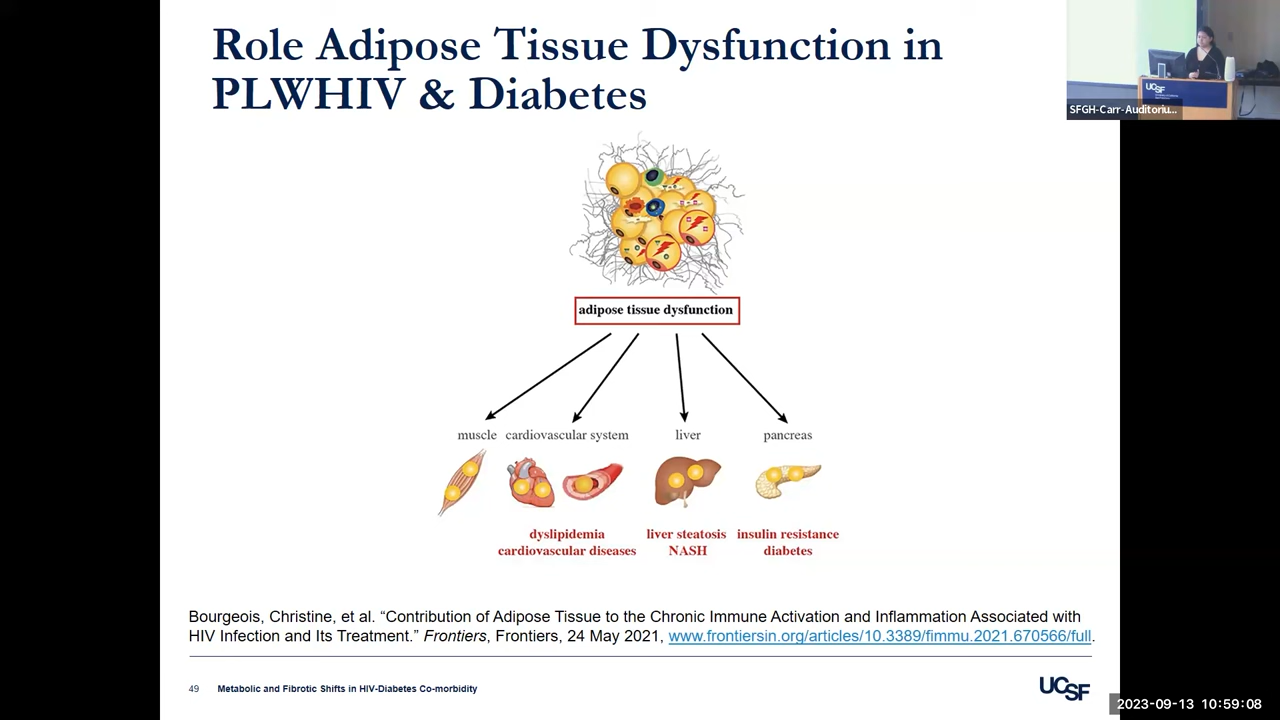 Role Adipose Tissue Dysfunction in
PLWHIV & Diabetes
UCSF
SFGH-Carr-Auditoriu...
adipose tissue dysfunction
muscle cardiovascular system liver pancreas
dyslipidemia liver steatosis insulin resistance
cardiovascular diseases NASH diabetes
Bourgeois, Christine, et al. “Contribution of Adipose Tissue to the Chronic Immune Activation and Inflammation Associated with
HIV Infection and Its Treatment.” Frontiers, Frontiers, 24 May 2021, www.frontiersin.org/articles/10.3389/fimmu.2021.670566/full.
49 Metabolic and Fibrotic Shifts in HIV-Diabetes Co-morbidity
UCSF
2023-09-13 10:59:08